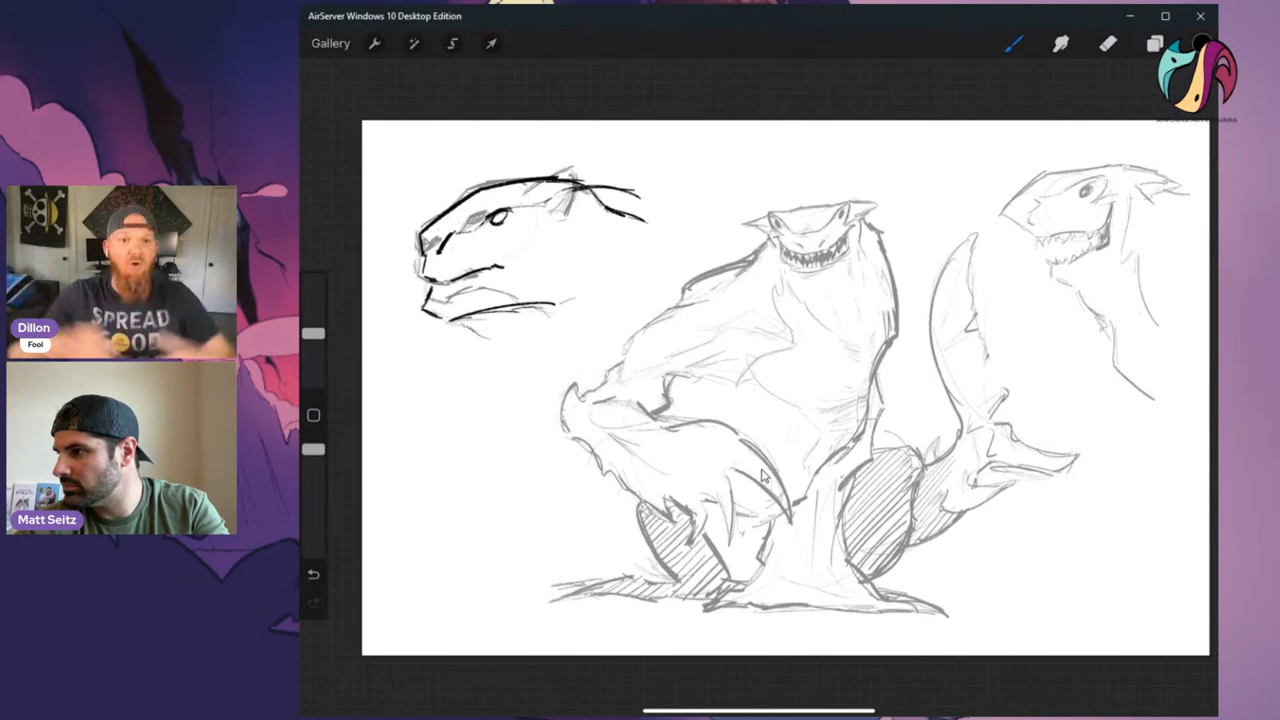 AirServer Windows 10 Desktop Edition
Gallery
SPREAD
Dillon
Fool
Matt Seitz